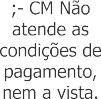 ;- CM Não
atende as
condições de
pagamento,
nem a vista.